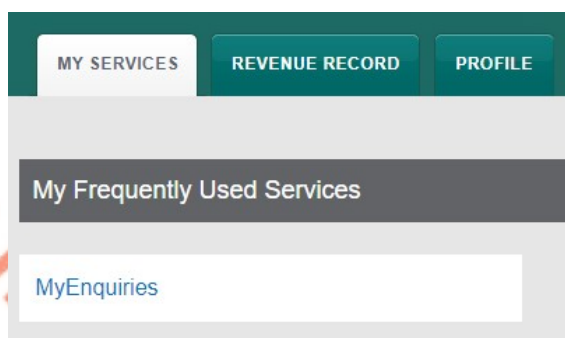 MY SERVICES REVENUE RECORD PROFILE
My Frequently Used Services
MyEnquiries